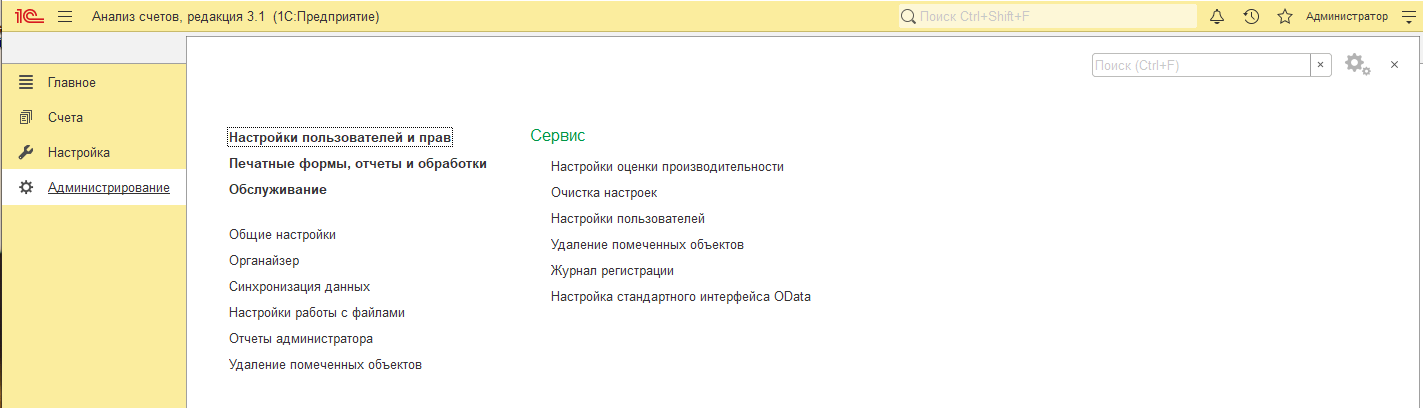 1С Анализ счетов, редакция 3.1 (1С:Предприятие) Поиск Ctrl+Shift+F Администратор
Поиск (Ctrl+F) × ×
Главное
Счета
Настройка
Администрирование
Настройки пользователей и прав
Печатные формы, отчеты и обработки
Обслуживание
Общие настройки
Органайзер
Синхронизация данных
Настройки работы с файлами
Отчеты администратора
Удаление помеченных объектов
Сервис
Настройки оценки производительности
Очистка настроек
Настройки пользователей
Удаление помеченных объектов
Журнал регистрации
Настройка стандартного интерфейса OData